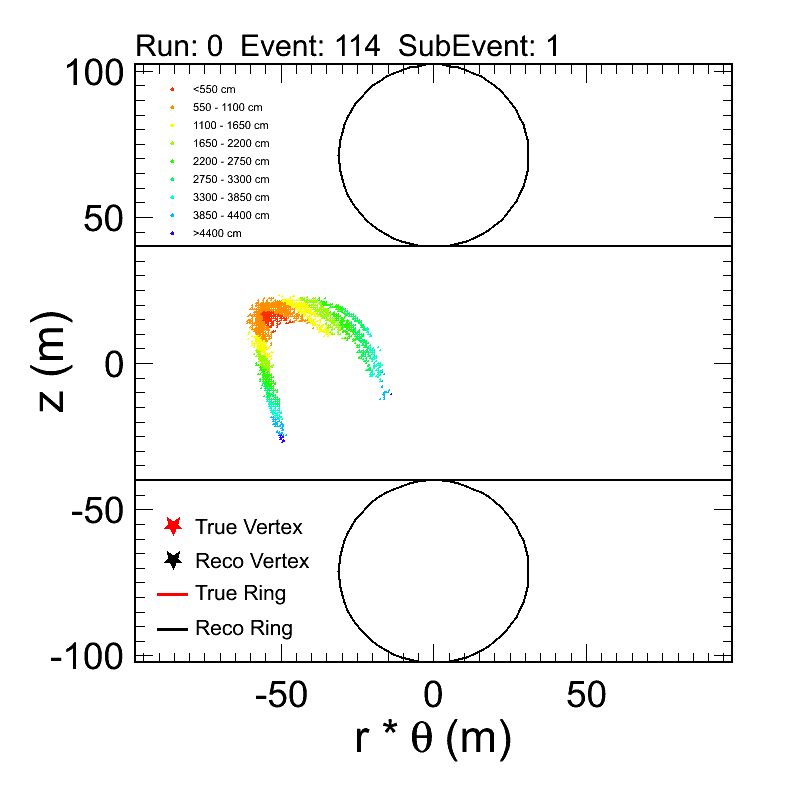 Run: 0  Event: 114  SubEvent: 1
100
<550 cm
550 - 1100 cm
1100 - 1650 cm
1650 - 2200 cm
2200 - 2750 cm
2750 - 3300 cm
3300 - 3850 cm
3850 - 4400 cm
>4400 cm
50
z (m)
0
-50
True Vertex
Reco Vertex
True Ring
Reco Ring
-100
-50 0 50
r * θ (m)